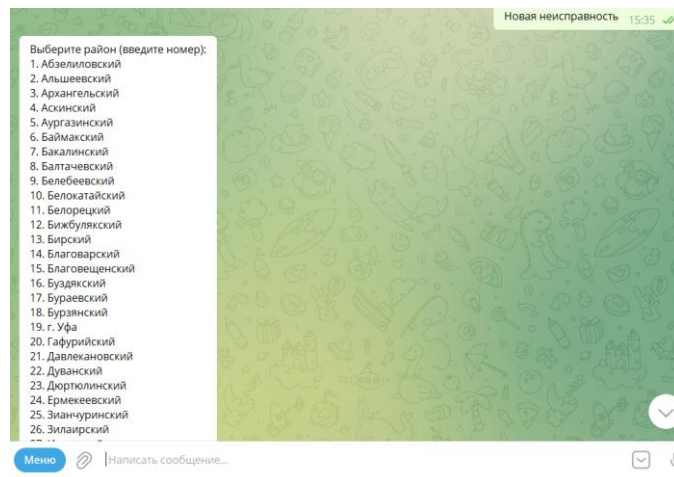 Новая неисправность 15:35
Выберите район (введите номер):
1. Абзелиловский
2. Альшеевский
3. Архангельский
4. Аскинский
5. Аургазинский
6. Баймакский
7. Бакалинский
8. Балтачевский
9. Белебеевский
10. Белокатайский
11. Белорецкий
12. Бижбулякский
13. Бирский
14. Благоварский
15. Благовещенский
16. Буздякский
17. Бураевский
18. Бурзянский
19. г. Уфа
20. Гафурийский
21. Давлекановский
22. Дуванский
23. Дюртюлинский
24. Ермекеевский
25. Зианчуринский
26. Зилаирский
Меню Написать сообщение...